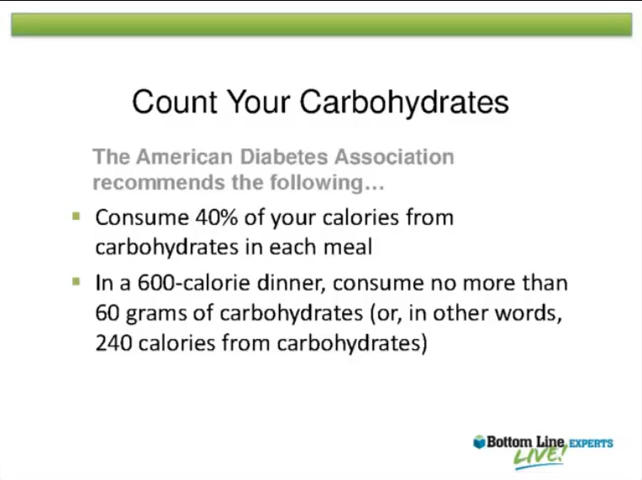 Count Your Carbohydrates
The American Diabetes Association
recommends the following…
Consume 40% of your calories from
carbohydrates in each meal
In a 600-calorie dinner, consume no more than
60 grams of carbohydrates (or, in other words,
240 calories from carbohydrates)
Bottom Line EXPERTS
LIVE!